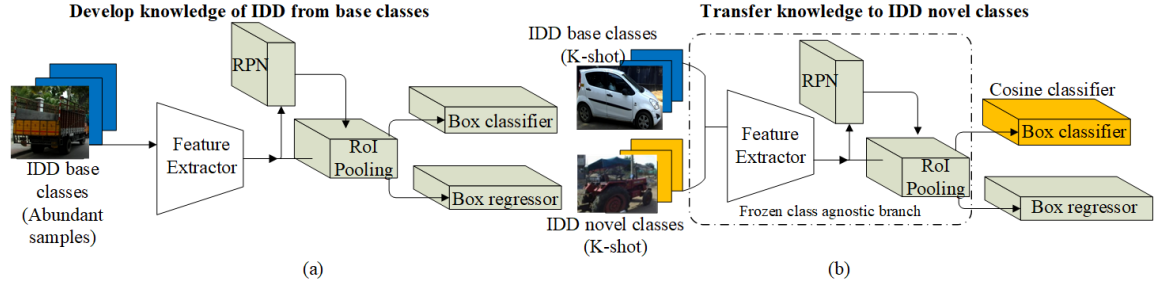 Develop knowledge of IDD from base classes
RPN
Feature
Extractor
RoI
Pooling
Box classifier
Box regressor
IDD base
classes
(Abundant
samples)
(a)
Transfer knowledge to IDD novel classes
IDD base classes
(K-shot)
RPN
Feature
Extractor
RoI
Pooling
Cosine classifier
Box classifier
Box regressor
Frozen class agnostic branch
IDD novel classes
(K-shot)
(b)